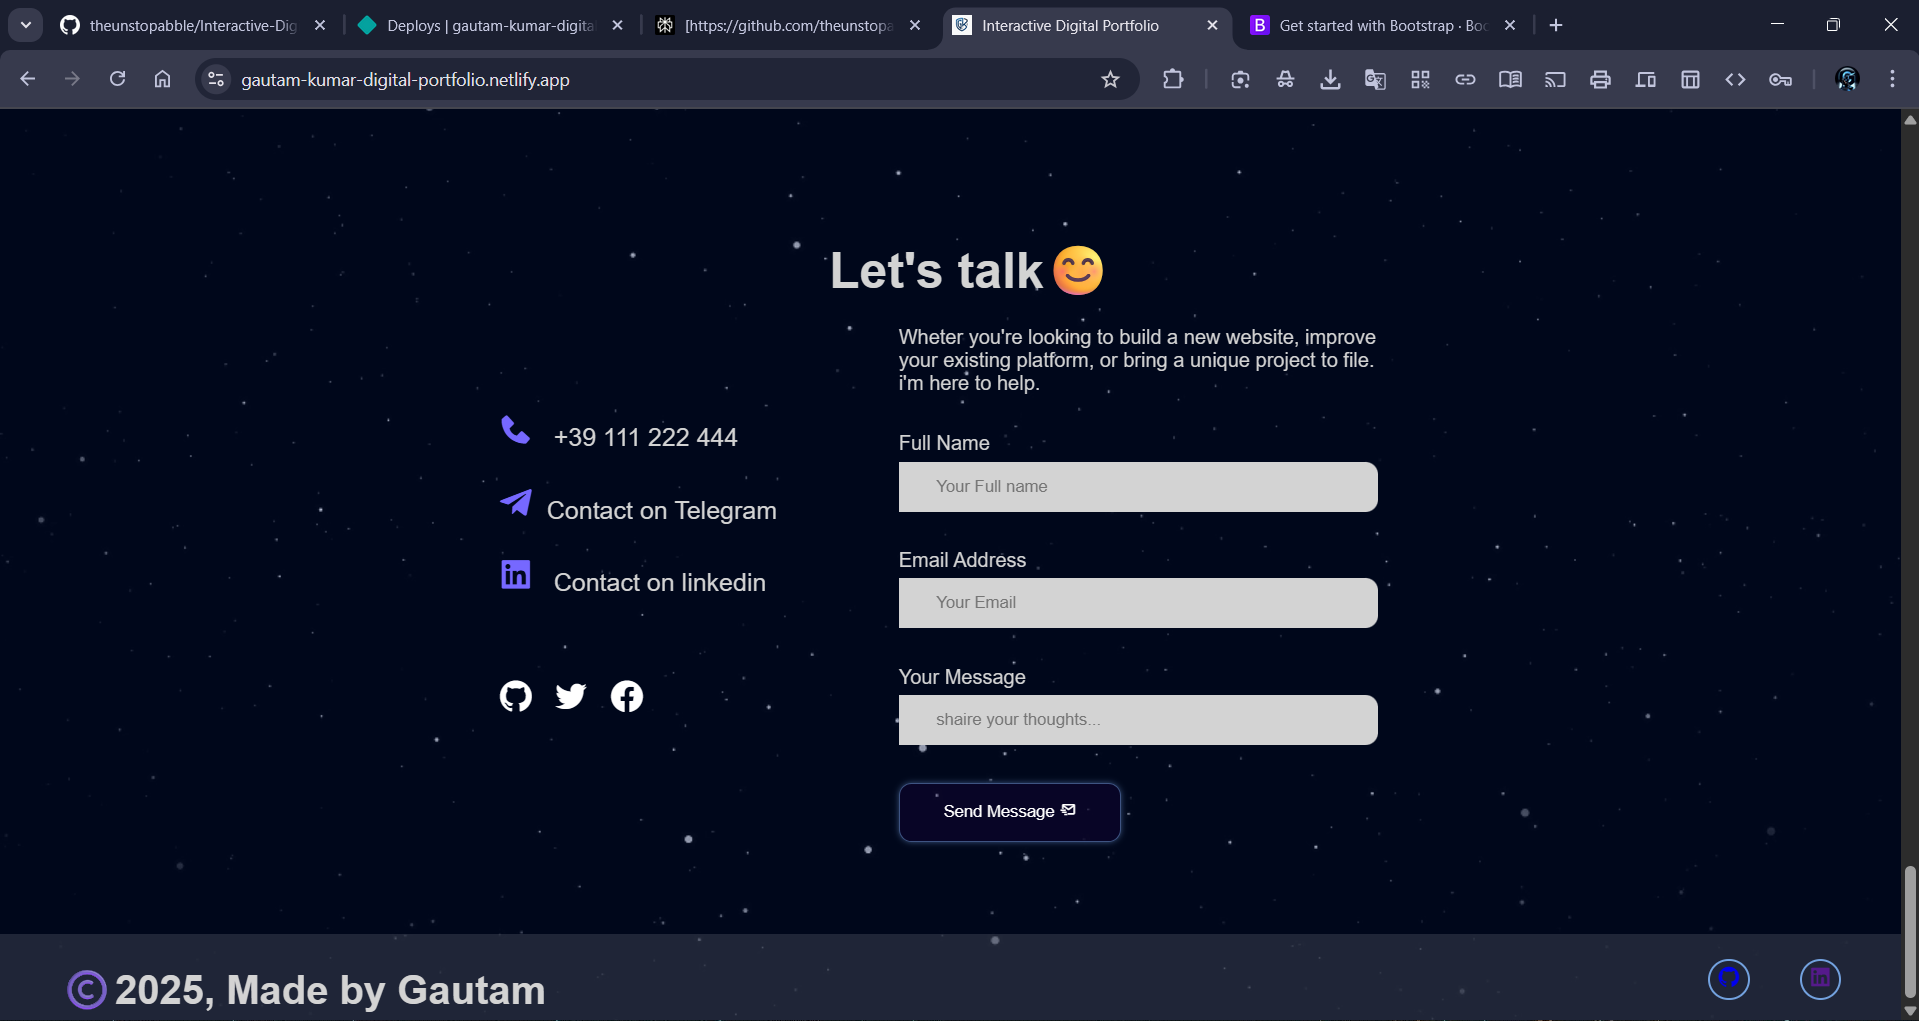 theunstopabble/Interactive-Dig
Deploys | gautam-kumar-digital
[https://github.com/theunstopa
Interactive Digital Portfolio
B Get started with Bootstrap · Boo
gautam-kumar-digital-portfolio.netlify.app
Let's talk😊
Wheter you're looking to build a new website, improve
your existing platform, or bring a unique project to file.
i'm here to help.
+39 111 222 444
Contact on Telegram
in Contact on linkedin
Full Name
Your Full name
Email Address
Your Email
Your Message
shaire your thoughts...
Send Message
© 2025, Made by Gautam
in